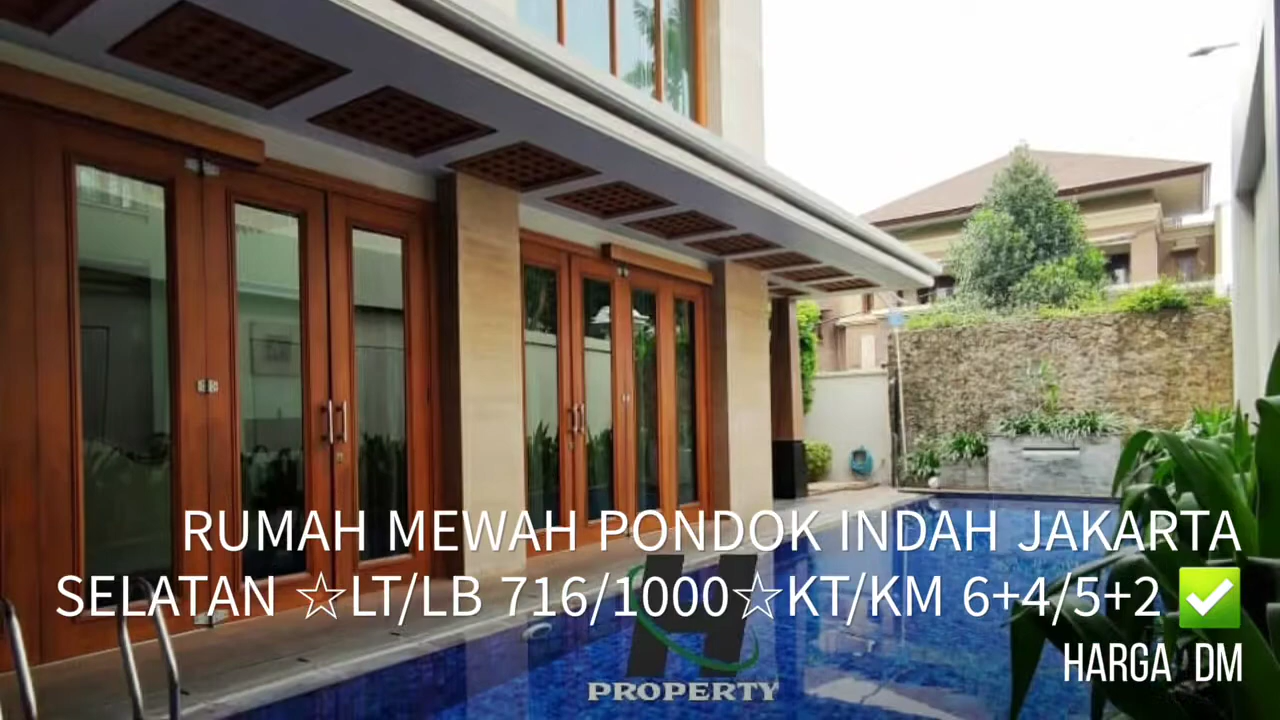 RUMAH MEWAH PONDOK INDAH JAKARTA
SELATAN ☆LT/LB 716/1000☆KT/KM 6+4/5+2 ✅
HARGA DM
H
PROPERTY